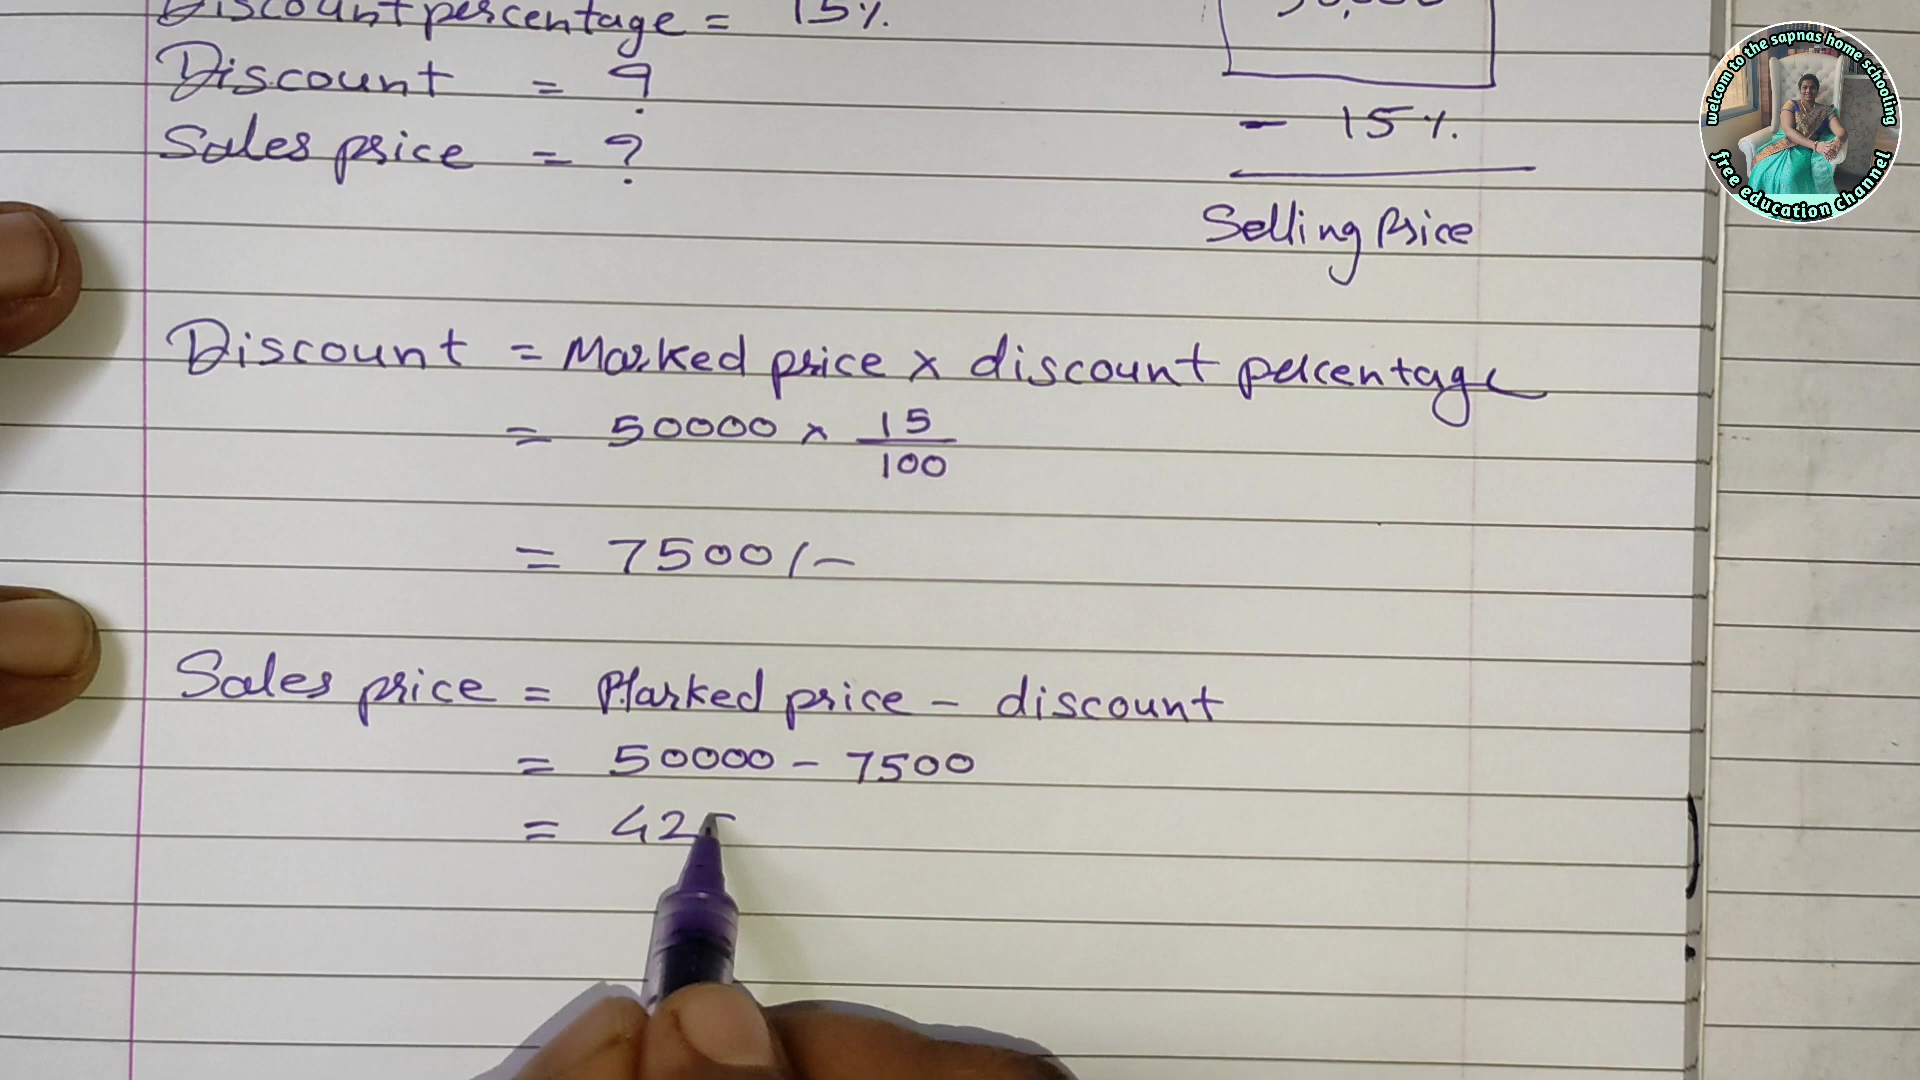 Discount percentage = 15%
Discount = ?
Sales price = ?
- 15%
Selling Price
Discount = Marked price x discount percentage
= 50000 x 15/100
= 7500/-
Sales price = Marked price - discount
= 50000 - 7500
= 425
welcom to the sapnas home schooling
free education channel